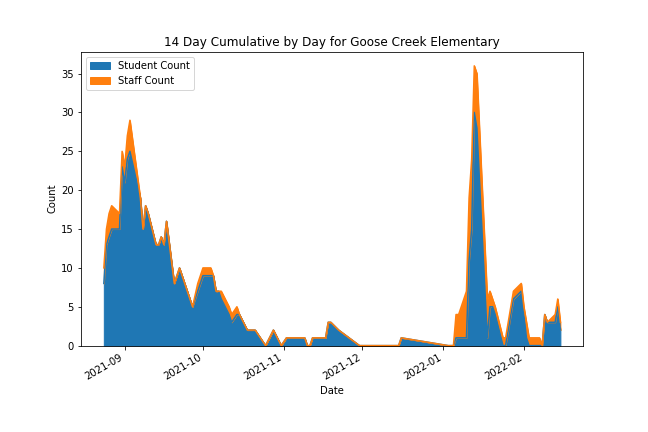 14 Day Cumulative by Day for Goose Creek Elementary
Student Count
Staff Count
35
30
25
20
15
10
5
0
Count
2021-09
2021-10
2021-11
2021-12
2022-01
2022-02
Date